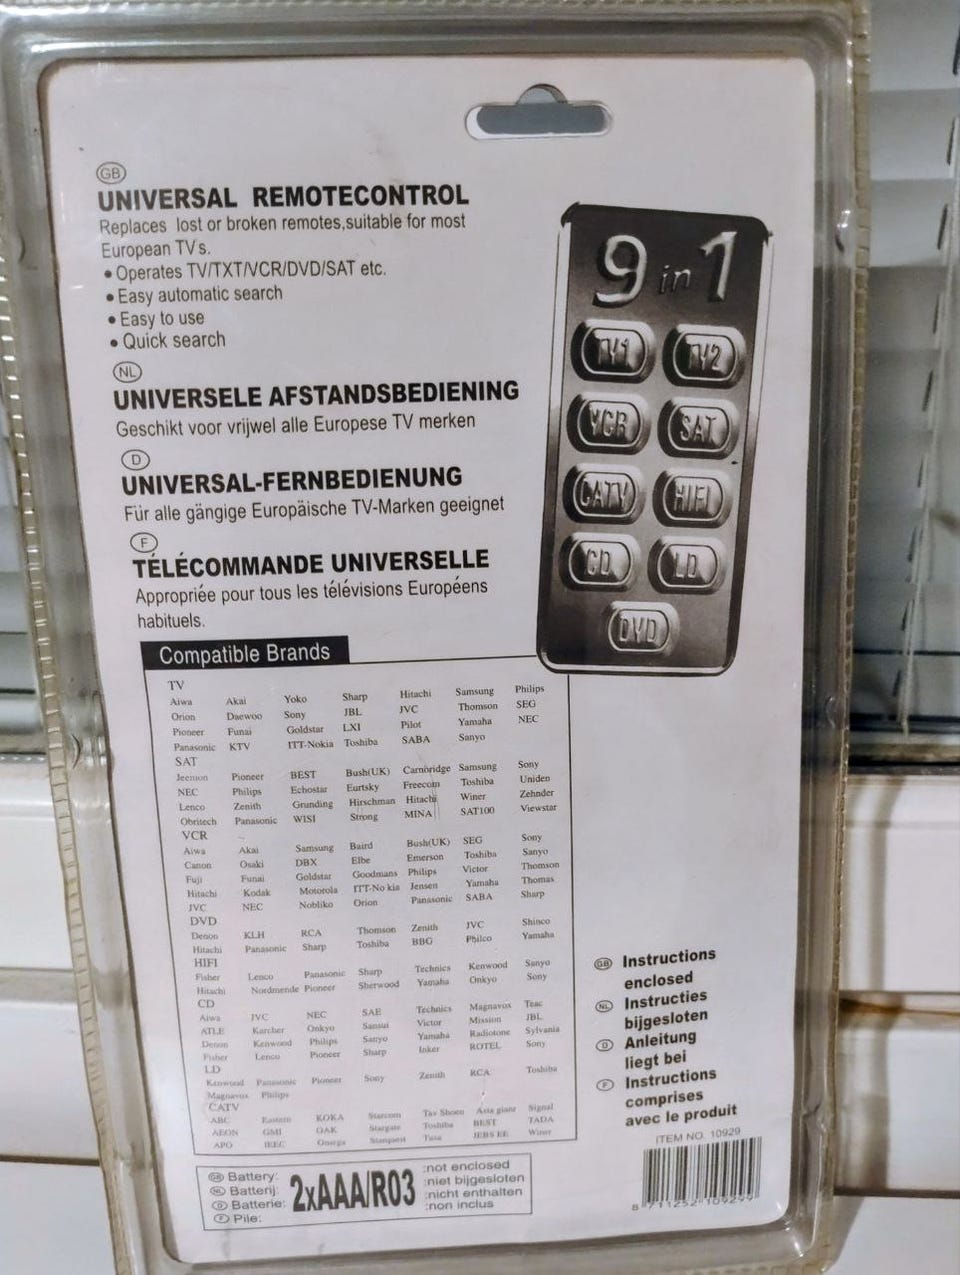 GB
UNIVERSAL REMOTECONTROL
Replaces lost or broken remotes,suitable for most
European TV's.
• Operates TV/TXT/VCR/DVD/SAT etc.
• Easy automatic search
• Easy to use
• Quick search
NL
UNIVERSELE AFSTANDSBEDIENING
Geschikt voor vrijwel alle Europese TV merken
D
UNIVERSAL-FERNBEDIENUNG
Für alle gängige Europäische TV-Marken geeignet
F
TÉLÉCOMMANDE UNIVERSELLE
Appropriée pour tous les télévisions Européens
habituels.
9 in 1
TV1 TV2
VCR SAT
CATV HIFI
CD LD
DVD
Compatible Brands
TV
Aiwa Akai Yoko Sharp Hitachi Samsung Philips
Orion Daewoo Sony JBL JVC Thomson SEG
Pioneer Funai Goldstar LXI Pilot Yamaha NEC
Panasonic KTV ITT-Nokia Toshiba SABA Sanyo
SAT
Jeemon Pioneer BEST Bush(UK) Camnridge Samsung Sony
NEC Philips Echostar Eurtsky Freecom Toshiba Uniden
Lenco Zenith Grunding Hirschman Hitachi Winer Zehnder
Obritech Panasonic WISI Strong MINA SAT100 Viewstar
VCR
Aiwa Akai Samsung Baird Bush(UK) SEG Sony
Canon Osaki DBX Elbe Emerson Toshiba Sanyo
Fuji Funai Goldstar Goodmans Philips Victor Thomson
Hitachi Kodak Motorola ITT-No kia Jensen Yamaha Thomas
JVC NEC Nobliko Orion Panasonic SABA Sharp
DVD
Denon KLH RCA Thomson Zenith JVC Shinco
Hitachi Panasonic Sharp Toshiba BBG Philco Yamaha
HIFI
Fisher Lenco Panasonic Sharp Technics Kenwood Sanyo
Hitachi Nordmende Pioneer Sherwood Yamaha Onkyo Sony
CD
Aiwa JVC NEC SAE Technics Magnavox Teac
ATLE Karcher Onkyo Sansui Victor Mission JBL
Denon Kenwood Philips Sanyo Yamaha Radiotone Sylvania
Fisher Lenco Pioneer Sharp Inker ROTEL Sony
LD
Kenwood Panasonic Pioneer Sony Zenith RCA Toshiba
Magnavox Philips
CATV
ABC Eastern KOKA Starcom Tav Shoen Asia giant Signal
AEON GMI OAK Stargate Toshiba BEST TADA
APO IEEC Omega Starquest Tusa JEBSEE Winer
GB Instructions
enclosed
NL Instructies
bijgesloten
D Anleitung
liegt bei
F Instructions
comprises
avec le produit
ITEM NO. 10929
8 711252 109299
GB Battery: :not enclosed
NL Batterij: :niet bijgesloten
D Batterie: :nicht enthalten
F Pile: :non inclus
2xAAA/R03